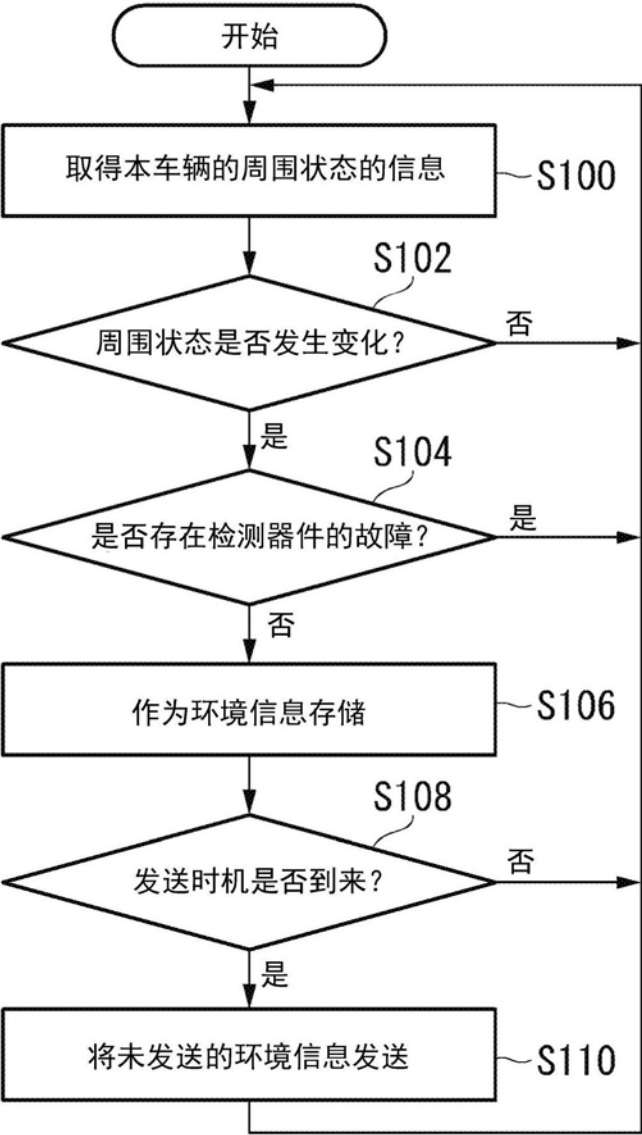 开始
取得本车辆的周围状态的信息
S100
S102
周围状态是否发生变化?
否
是
S104
是否存在检测器件的故障?
是
否
作为环境信息存储
S106
S108
发送时机是否到来?
否
是
将未发送的环境信息发送
S110